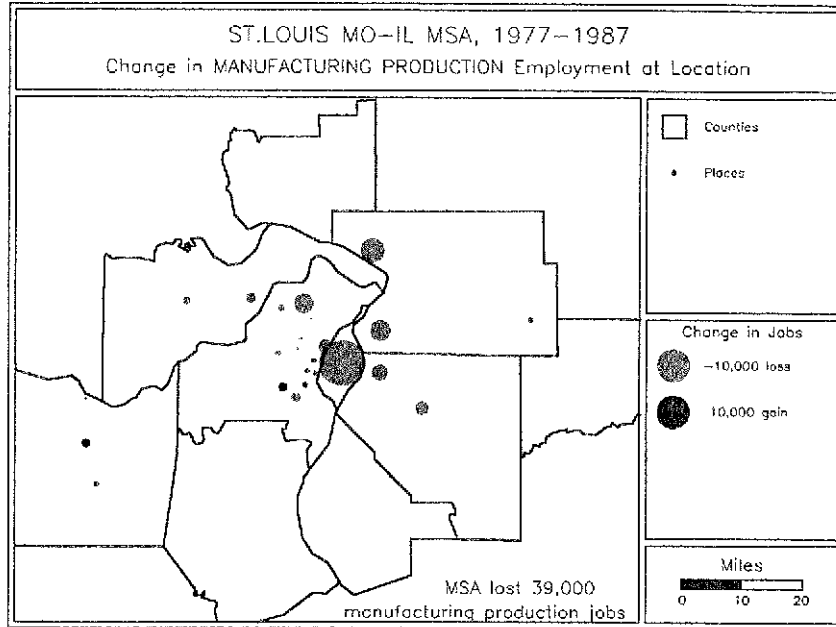 ST.LOUIS MO-IL MSA, 1977-1987
Change in MANUFACTURING PRODUCTION Employment at Location
Counties
Places
Change in Jobs
-10,000 loss
10,000 gain
MSA lost 39,000
manufacturing production jobs
Miles
0 10 20